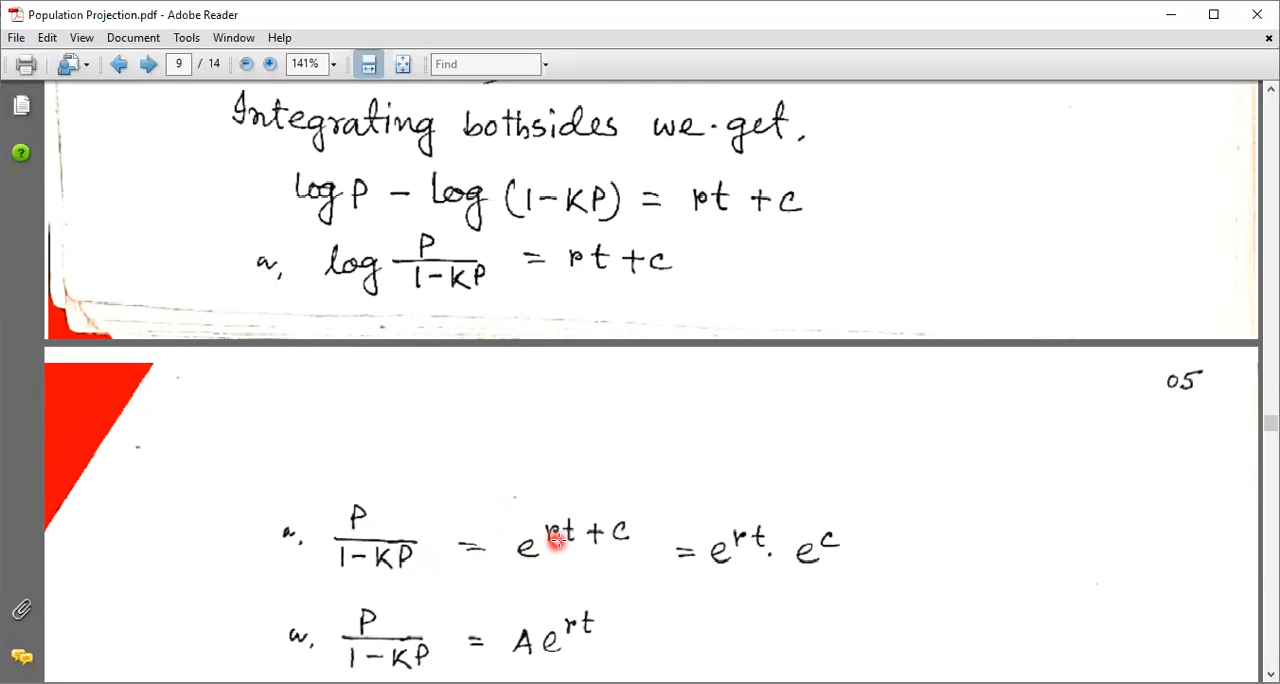 Population Projection.pdf - Adobe Reader
File Edit View Document Tools Window Help
9 / 14 141% Find
Integrating bothsides we get,
log P - log (1-KP) = rt + c
or, log P/(1-KP) = rt + c
05
or, P/(1-KP) = e^(rt + c) = e^(rt) . e^c
or, P/(1-KP) = A e^(rt)